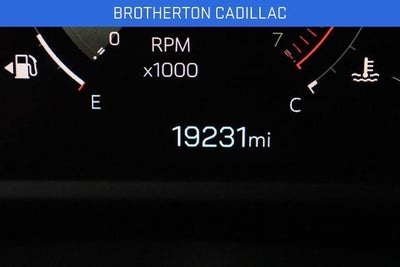 BROTHERTON CADILLAC
0 RPM 7
x1000
E C
19231mi